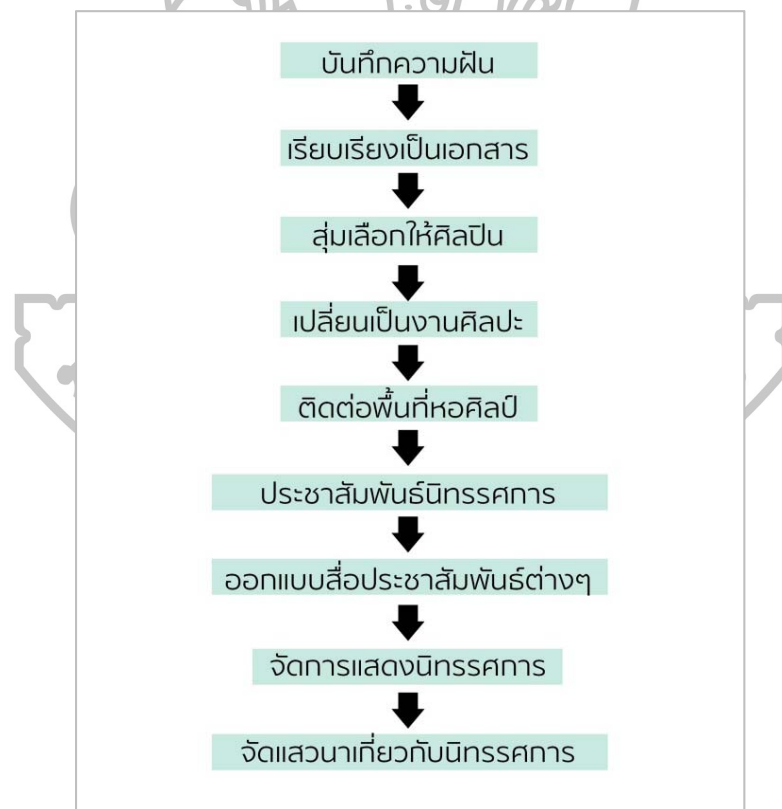 บันทึกความฝัน
เรียบเรียงเป็นเอกสาร
สุ่มเลือกให้ศิลปิน
เปลี่ยนเป็นงานศิลปะ
ติดต่อพื้นที่หอศิลป์
ประชาสัมพันธ์นิทรรศการ
ออกแบบสื่อประชาสัมพันธ์ต่างๆ
จัดการแสดงนิทรรศการ
จัดแสวนาเกี่ยวกับนิทรรศการ